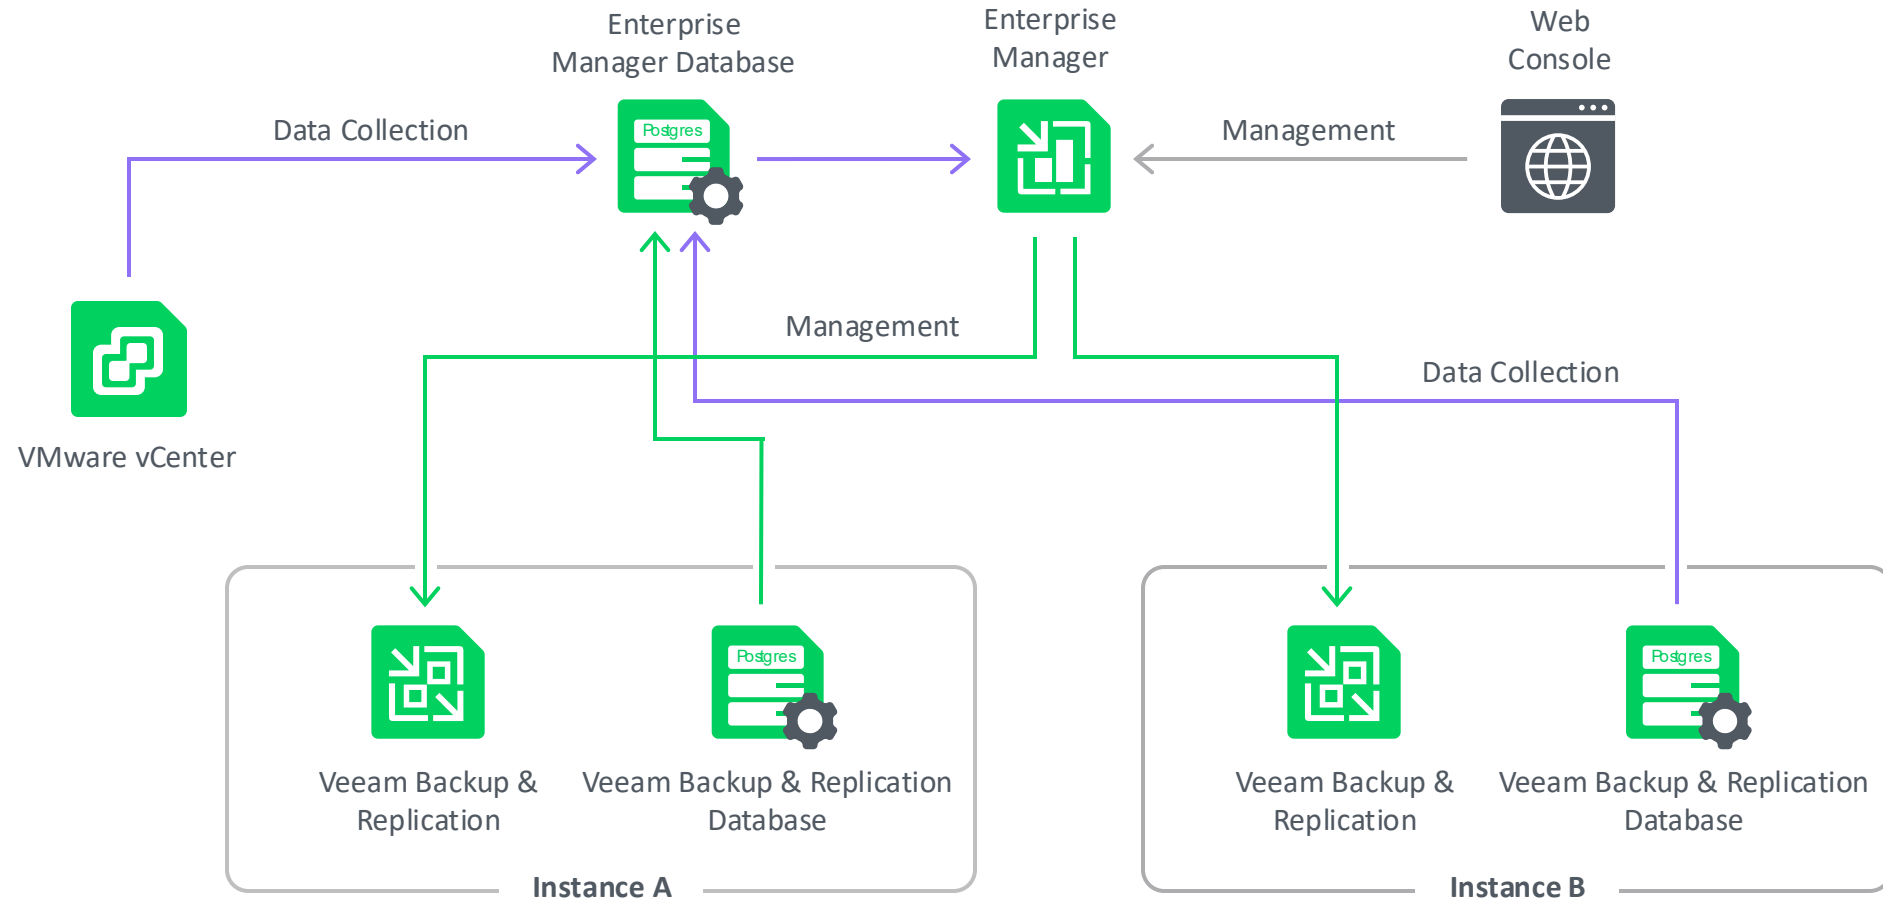 Enterprise
Manager Database
Enterprise
Manager
Web
Console
Data Collection
Postgres
Management
Management
Data Collection
VMware vCenter
Postgres
Postgres
Veeam Backup &
Replication
Veeam Backup & Replication
Database
Veeam Backup &
Replication
Veeam Backup & Replication
Database
Instance A
Instance B